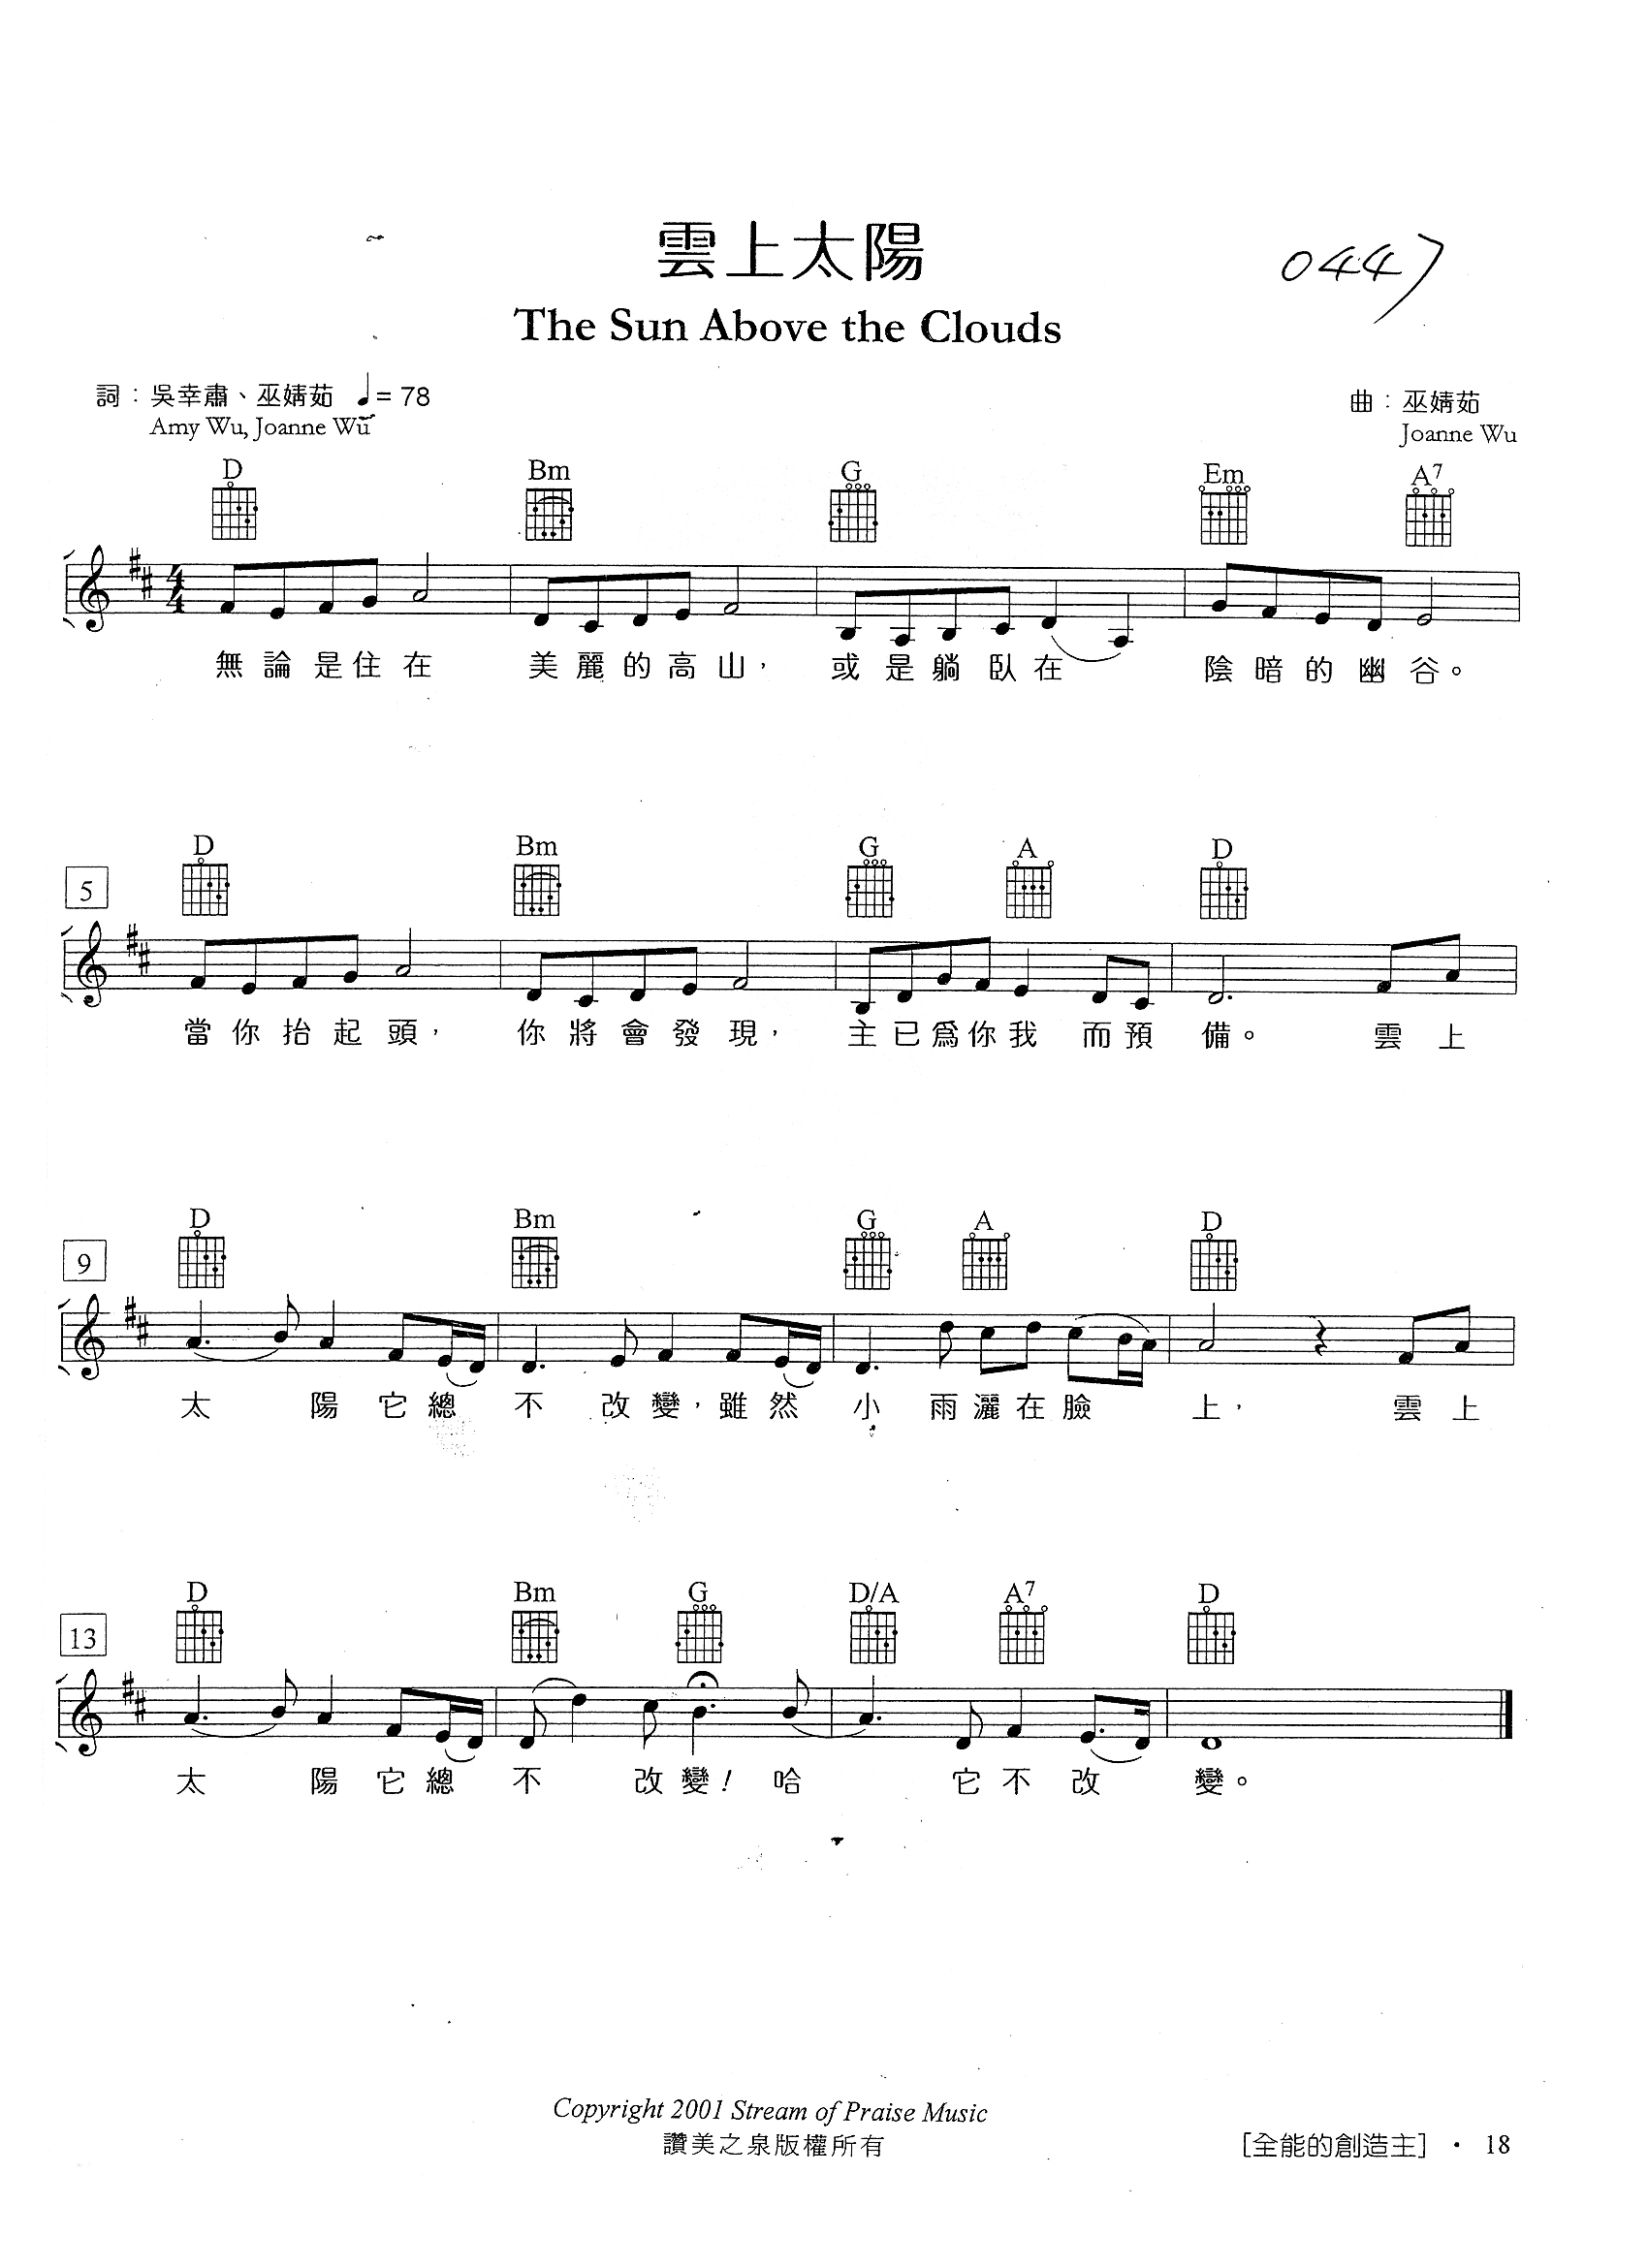 雲上太陽
0447
The Sun Above the Clouds
詞：吳幸肅、巫婧茹 ♩= 78
曲：巫婧茹
Amy Wu, Joanne Wu
Joanne Wu
D Bm G Em A7
4 4
無論是住在 美麗的高山， 或是躺臥在 陰暗的幽谷。
D Bm G A D
5
當你抬起頭， 你將會發現， 主已為你我 而預備。 雲上
D Bm G A D
9
太 陽它總 不 改變，雖然 小 雨灑在臉 上， 雲上
D Bm G D/A A7 D
13
太 陽它總 不 改變！ 哈 它不改 變。
Copyright 2001 Stream of Praise Music
讚美之泉版權所有
[全能的創造主] · 18